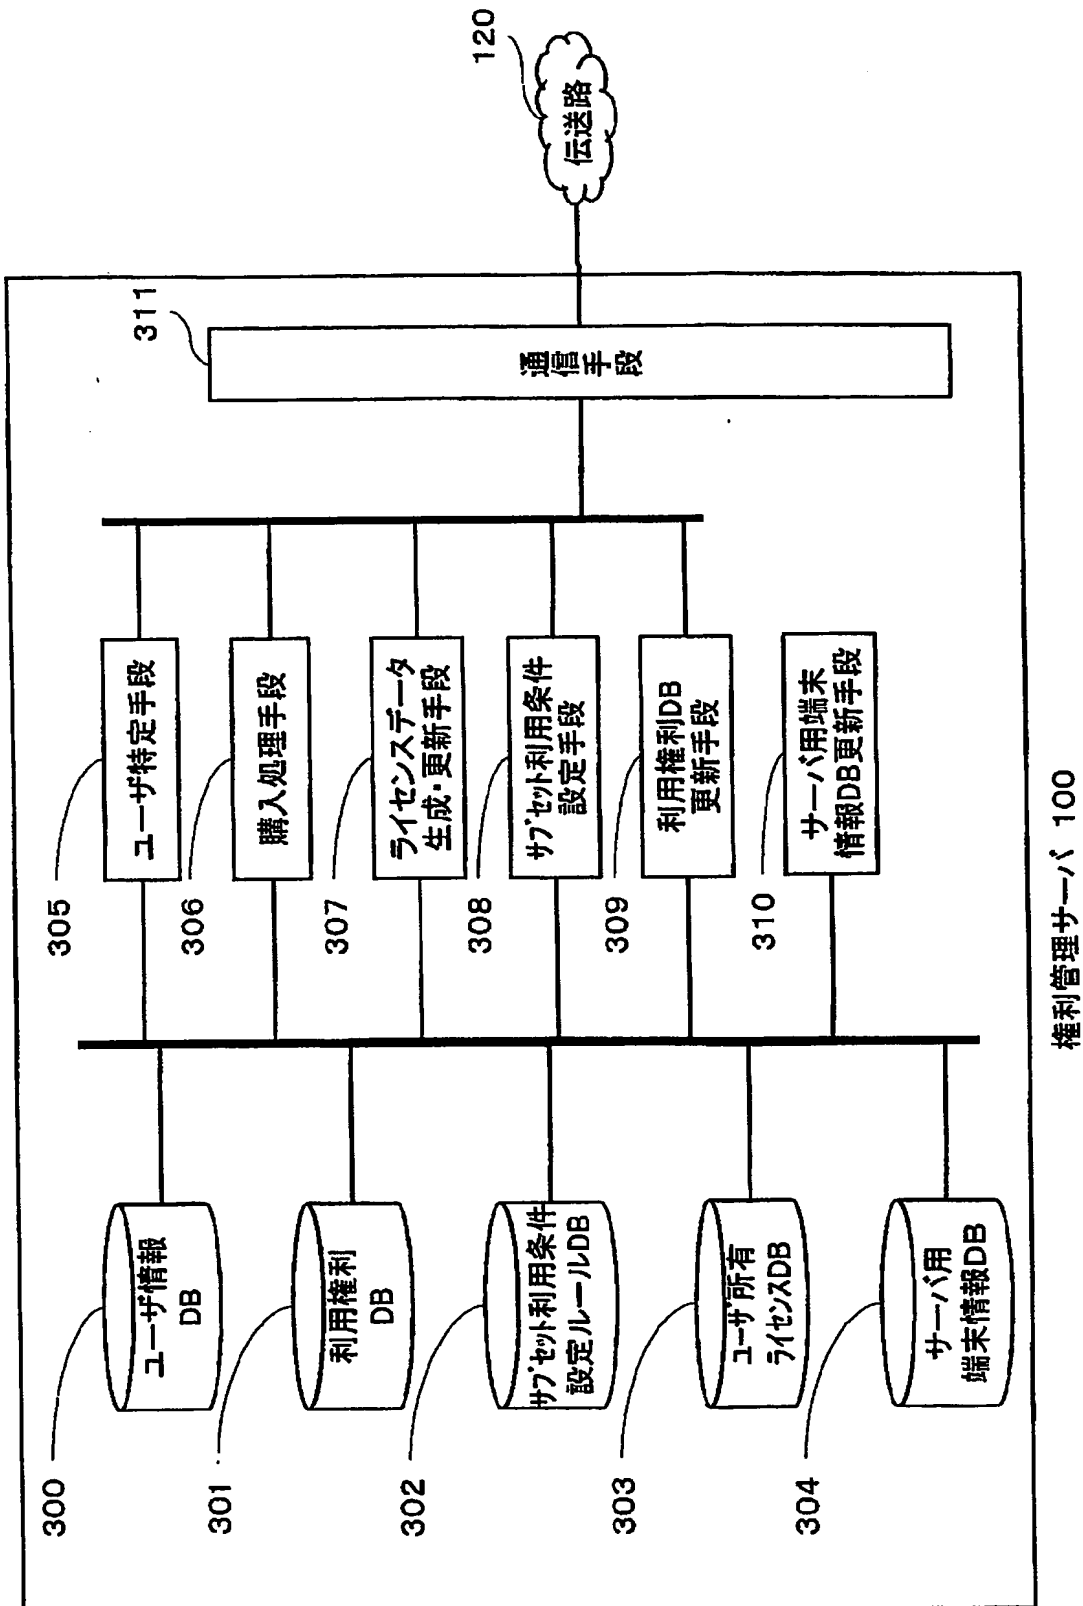 300
ユーザ情報
DB
301
利用権利
DB
302
サブセット利用条件
設定ルールDB
303
ユーザ所有
ライセンスDB
304
サーバ用
端末情報DB
305
ユーザ特定手段
306
購入処理手段
307
ライセンスデータ
生成・更新手段
308
サブセット利用条件
設定手段
309
利用権利DB
更新手段
310
サーバ用端末
情報DB更新手段
311
通信手段
120
伝送路
権利管理サーバ 100